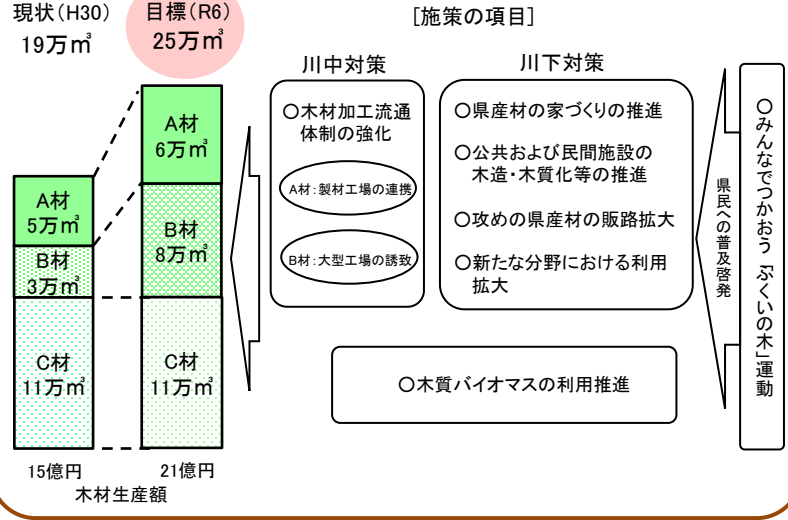 現状（H30）
19万㎥
目標（R6）
25万㎥
[施策の項目]
A材
5万㎥
B材
3万㎥
C材
11万㎥
A材
6万㎥
B材
8万㎥
C材
11万㎥
15億円
21億円
木材生産額
川中対策
○木材加工流通
体制の強化
A材：製材工場の連携
B材：大型工場の誘致
川下対策
○県産材の家づくりの推進
○公共および民間施設の
木造・木質化等の推進
○攻めの県産材の販路拡大
○新たな分野における利用
拡大
○木質バイオマスの利用推進
県民への普及啓発
○みんなでつかおう「ふくいの木」運動